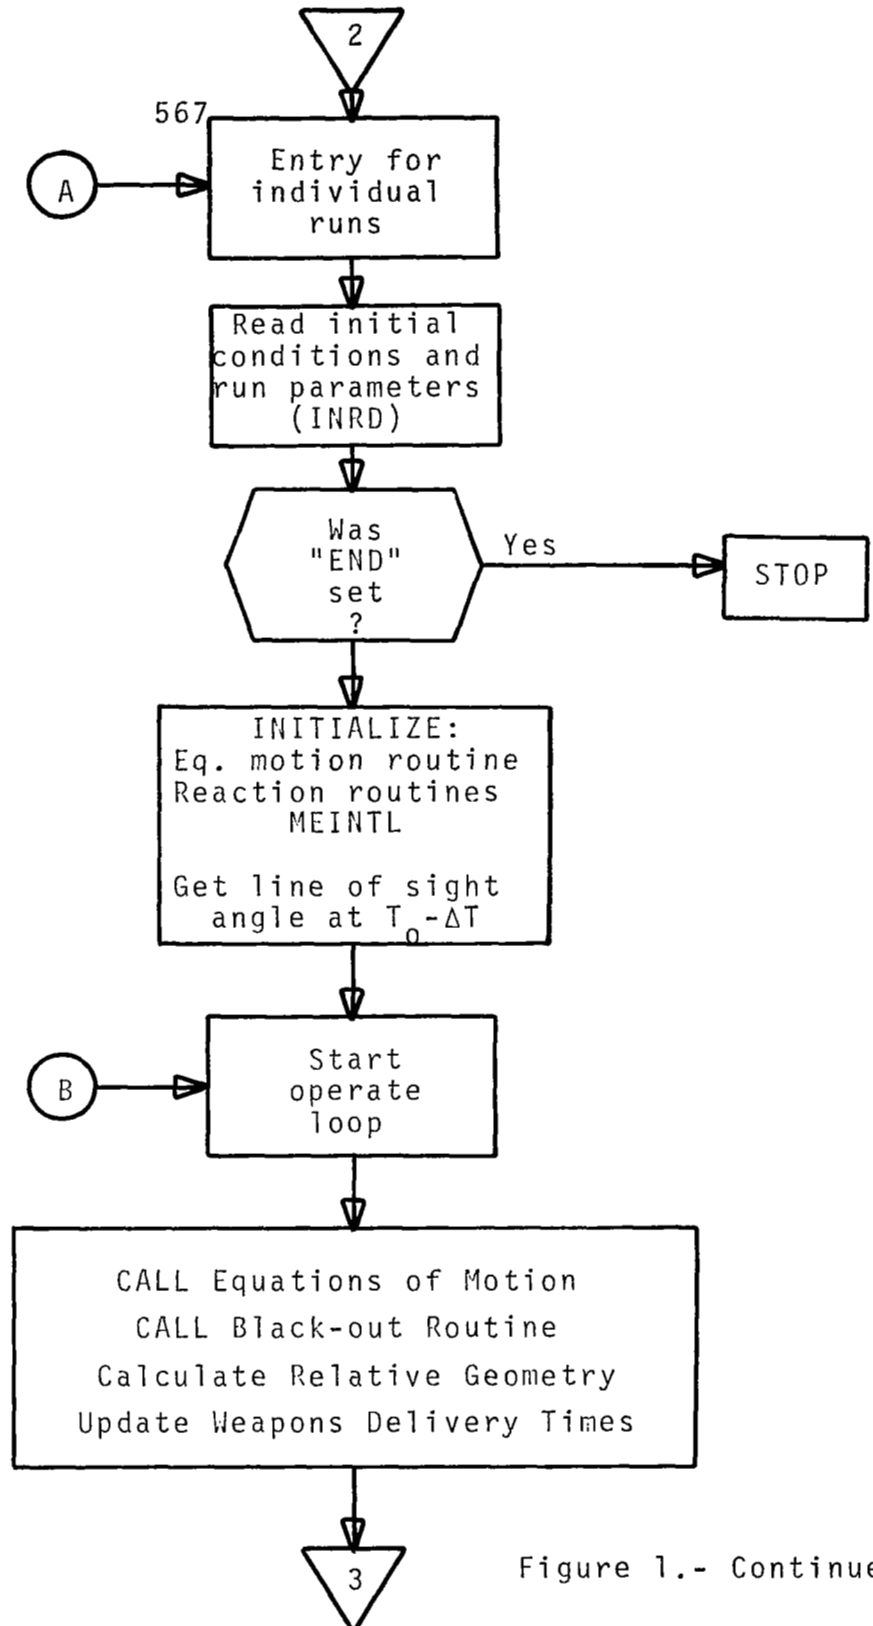 2
567
A
Entry for
individual
runs
Read initial
conditions and
run parameters
(INRD)
Was
"END"
set
?
Yes
STOP
INITIALIZE:
Eq. motion routine
Reaction routines
MEINTL
Get line of sight
angle at To-ΔT
B
Start
operate
loop
CALL Equations of Motion
CALL Black-out Routine
Calculate Relative Geometry
Update Weapons Delivery Times
3
Figure 1.- Continue